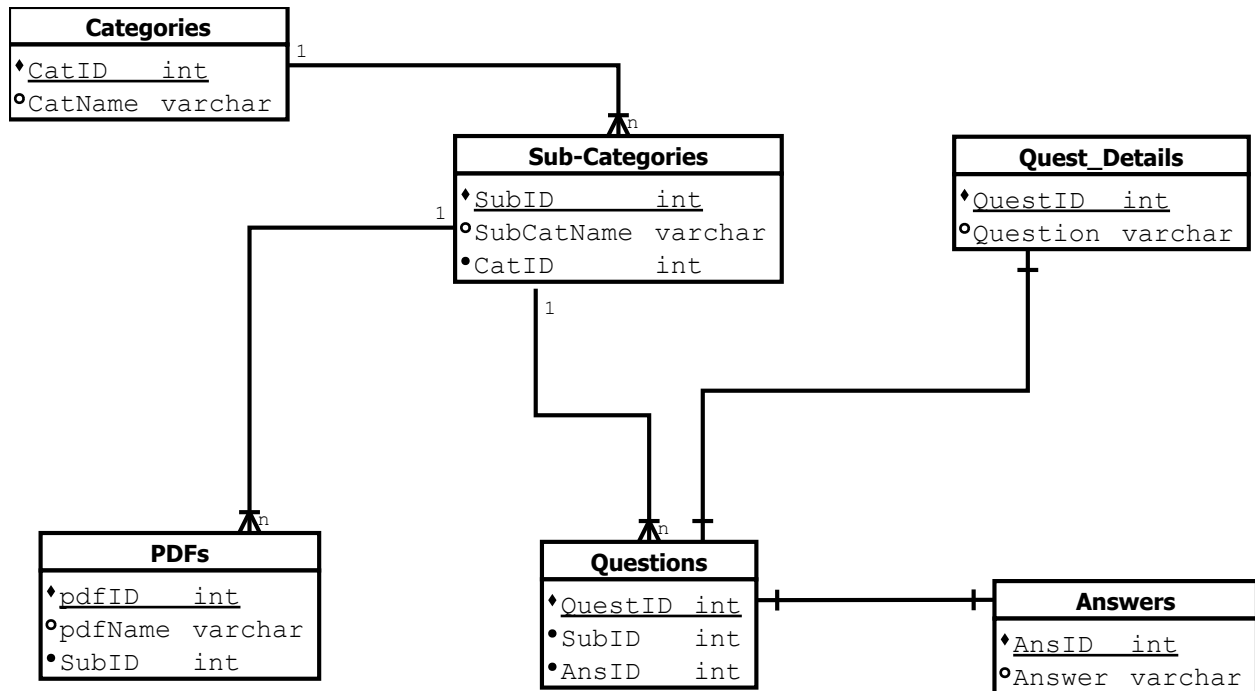 Categories
CatID int
CatName varchar
1
n
Sub-Categories
SubID int
SubCatName varchar
CatID int
Quest_Details
QuestID int
Question varchar
1
1
n
PDFs
pdfID int
pdfName varchar
SubID int
n
Questions
QuestID int
SubID int
AnsID int
Answers
AnsID int
Answer varchar